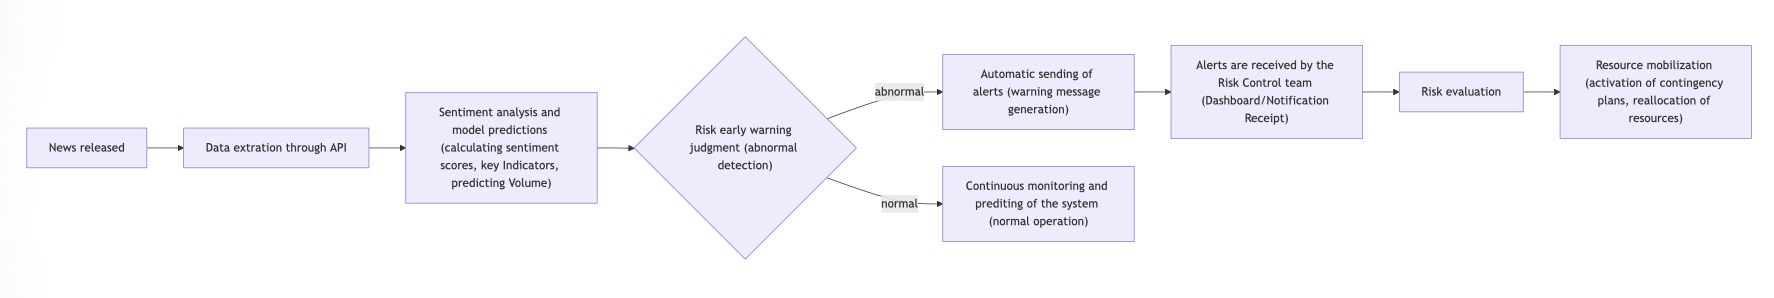 News released
Data extration through API
Sentiment analysis and
model predictions
(calculating sentiment
scores, key Indicators,
predicting Volume)
Risk early warning
judgment (abnormal
detection)
abnormal
Automatic sending of
alerts (warning message
generation)
Alerts are received by the
Risk Control team
(Dashboard/Notification
Receipt)
Risk evaluation
Resource mobilization
(activation of contingency
plans, reallocation of
resources)
normal
Continuous monitoring and
prediting of the system
(normal operation)